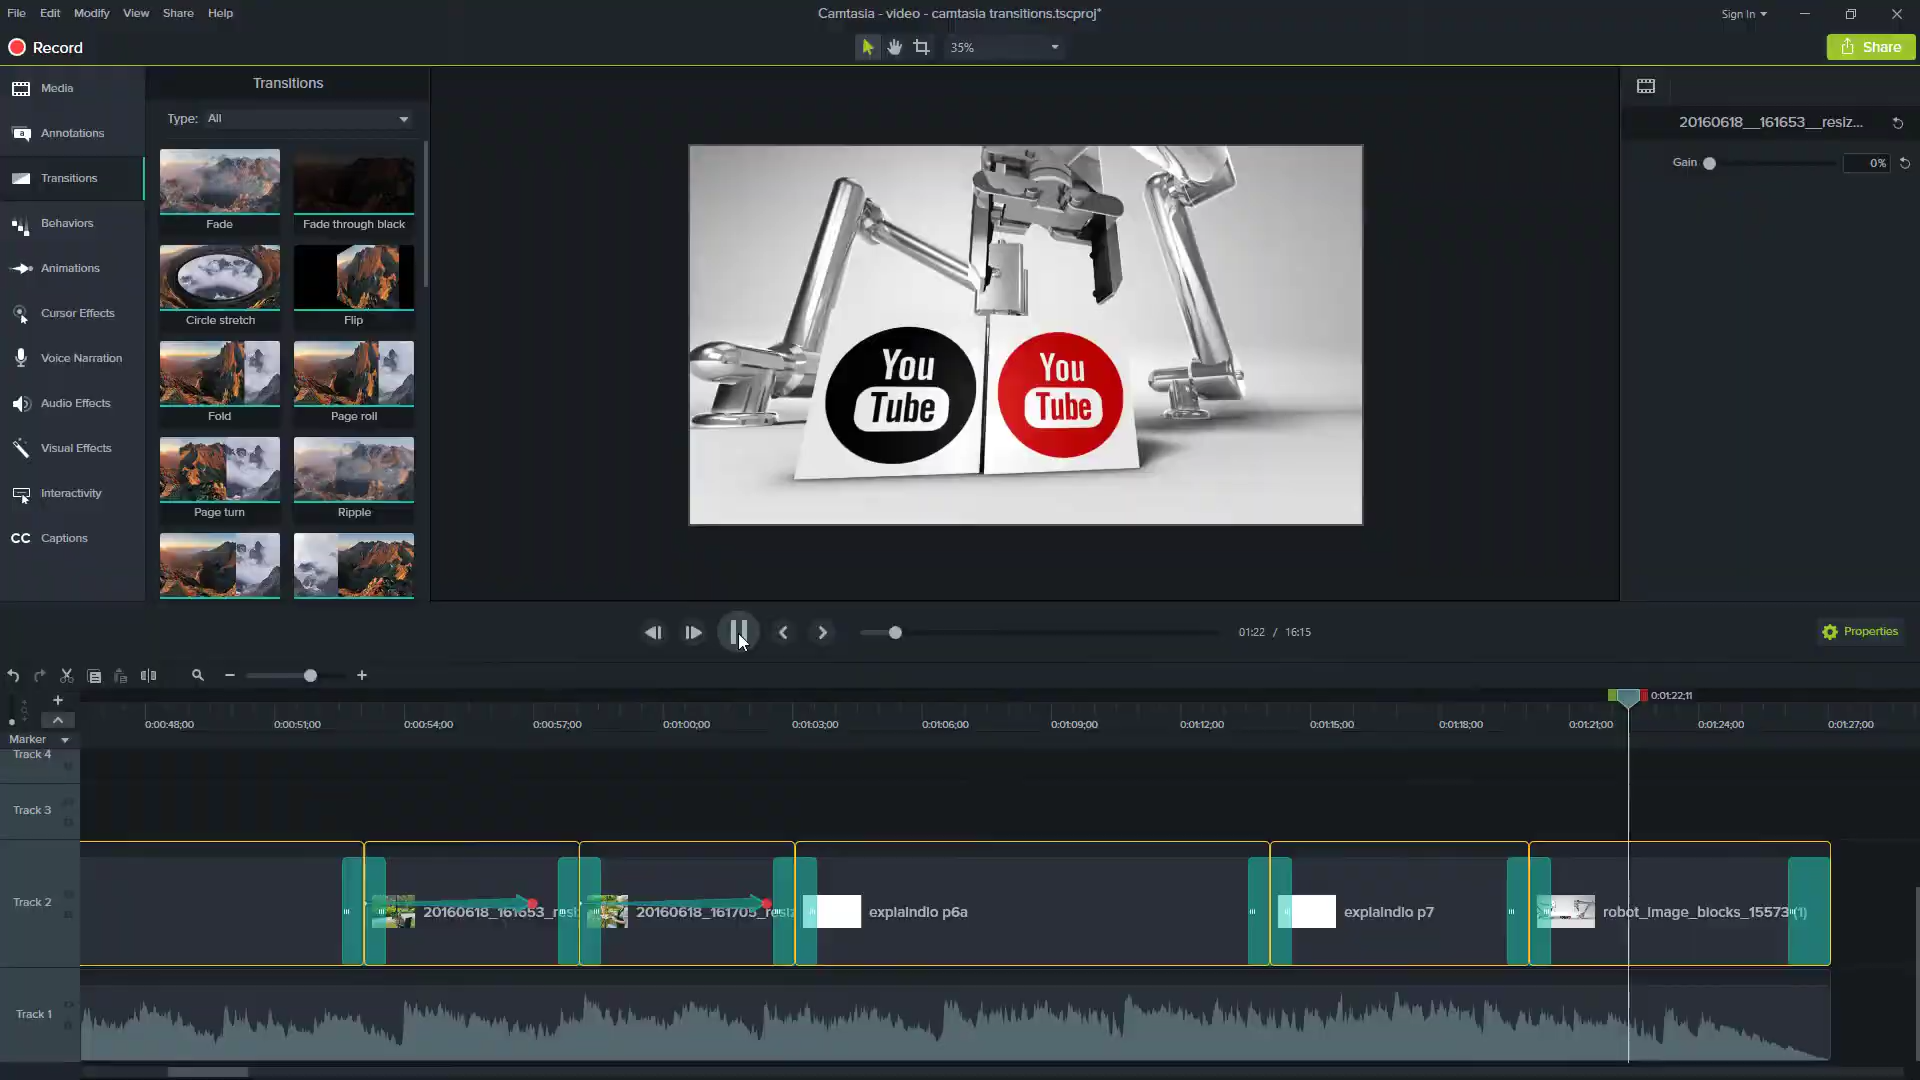 File Edit Modify View Share Help
Camtasia - video - camtasia transitions.tscproj*
Sign In
Record
35%
Share
Media
Annotations
Transitions
Behaviors
Animations
Cursor Effects
Voice Narration
Audio Effects
Visual Effects
Interactivity
CC Captions
Transitions
Type: All
Fade
Fade through black
Circle stretch
Flip
Fold
Page roll
Page turn
Ripple
You
Tube
You
Tube
20160618__161653__resiz...
Gain 0%
01:22 / 16:15
Properties
0:01:22;11
0:00:48;00 0:00:51;00 0:00:54;00 0:00:57;00 0:01:00;00 0:01:03;00 0:01:06;00 0:01:09;00 0:01:12;00 0:01:15;00 0:01:18;00 0:01:21;00 0:01:24;00 0:01:27;00
Marker
Track 4
Track 3
Track 2
20160618_161653_resi
20160618_161705_resiz
explaindio p6a
explaindio p7
robot_image_blocks_15573 (1)
Track 1